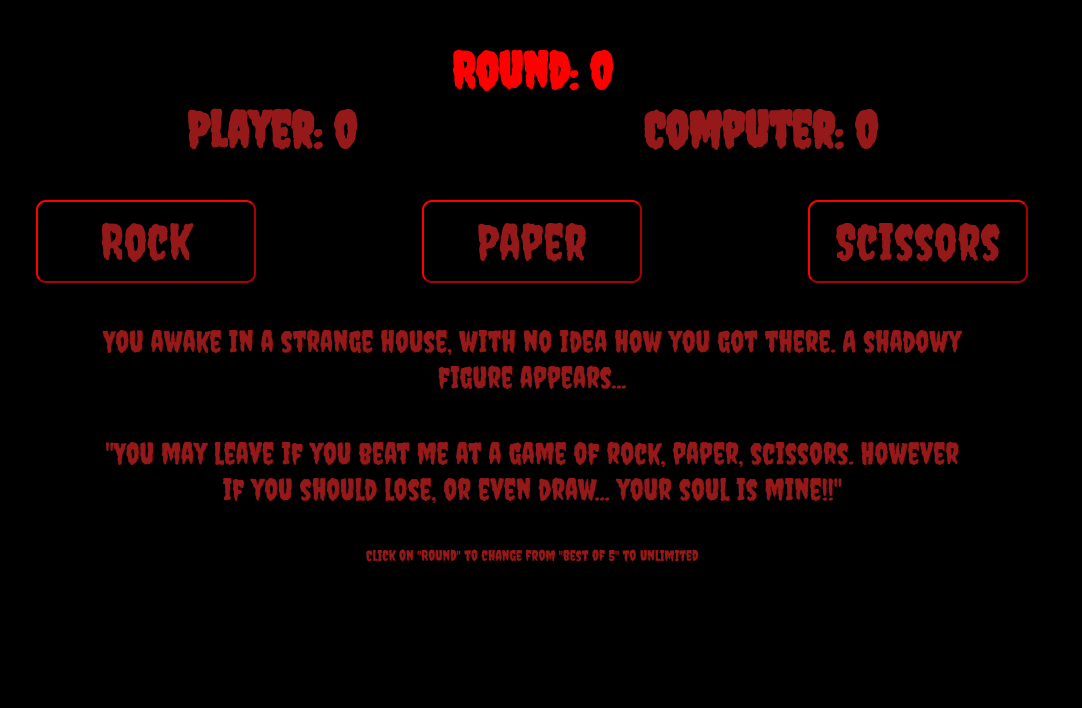 ROUND: 0
PLAYER: 0 COMPUTER: 0
ROCK PAPER SCISSORS
YOU AWAKE IN A STRANGE HOUSE, WITH NO IDEA HOW YOU GOT THERE. A SHADOWY
FIGURE APPEARS...
"YOU MAY LEAVE IF YOU BEAT ME AT A GAME OF ROCK, PAPER, SCISSORS. HOWEVER
IF YOU SHOULD LOSE, OR EVEN DRAW... YOUR SOUL IS MINE!!"
CLICK ON "ROUND" TO CHANGE FROM "BEST OF 5" TO UNLIMITED